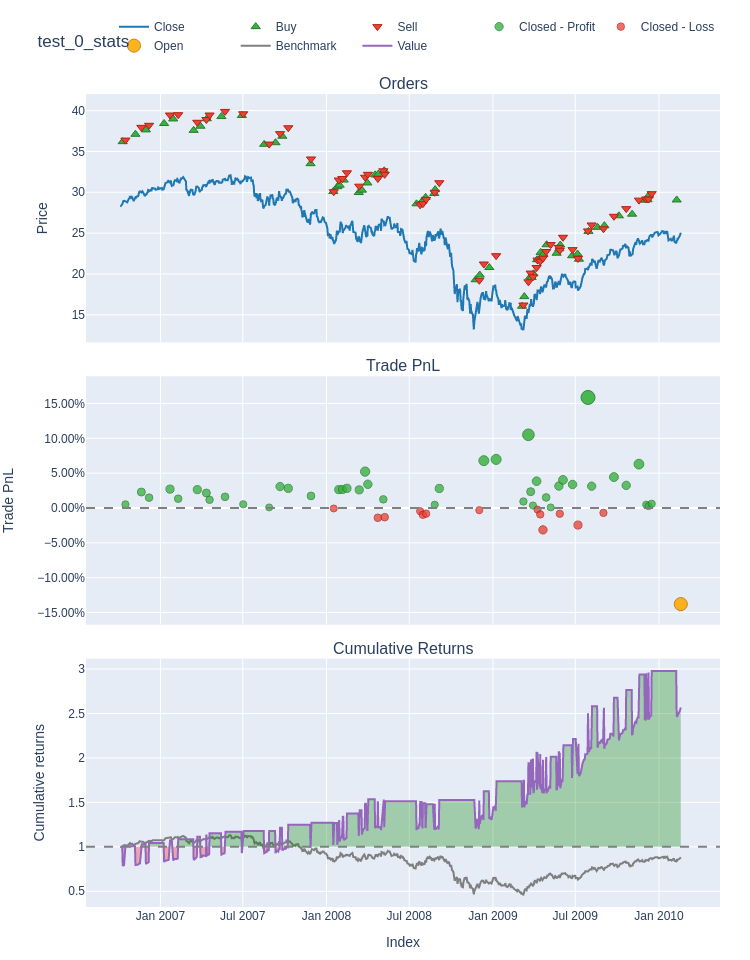 Close Buy Sell Closed - Profit Closed - Loss
test_0_stats Open Benchmark Value
Orders
40
35
30
25
20
15
Price
Trade PnL
15.00%
10.00%
5.00%
0.00%
−5.00%
−10.00%
−15.00%
Trade PnL
Cumulative Returns
3
2.5
2
1.5
1
0.5
Cumulative returns
Jan 2007 Jul 2007 Jan 2008 Jul 2008 Jan 2009 Jul 2009 Jan 2010
Index